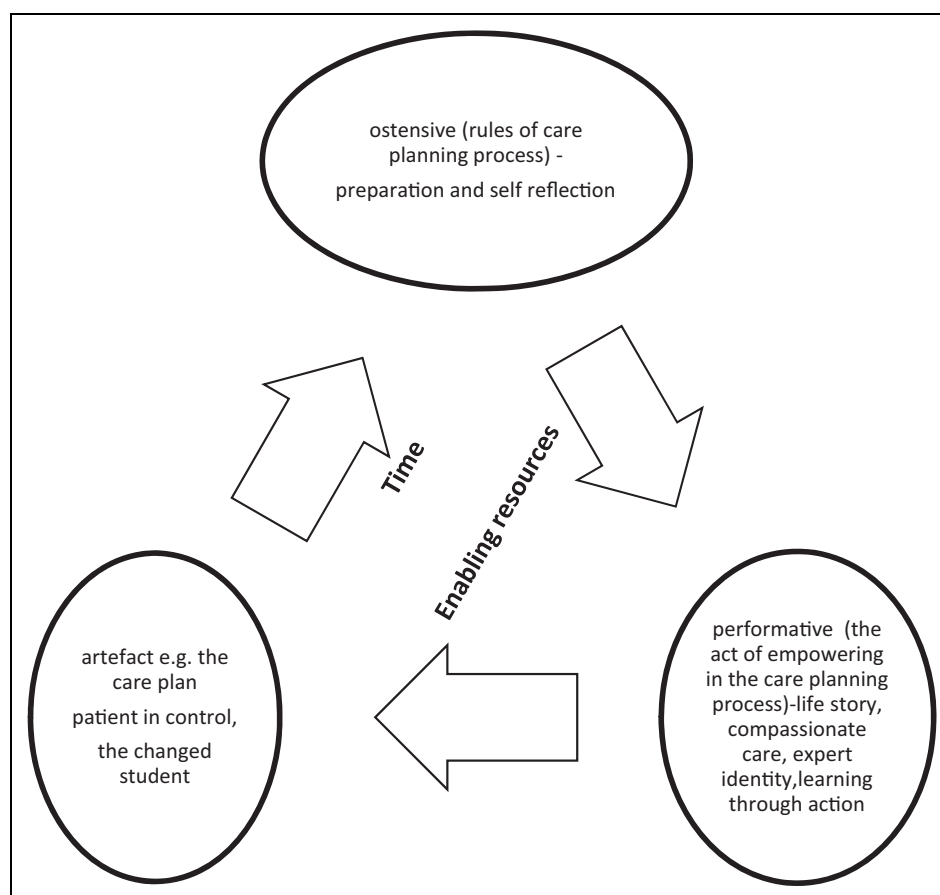 ostensive (rules of care
planning process) -
preparation and self reflection
Time
Enabling resources
artefact e.g. the
care plan
patient in control,
the changed
student
performative (the
act of empowering
in the care planning
process)-life story,
compassionate
care, expert
identity,learning
through action